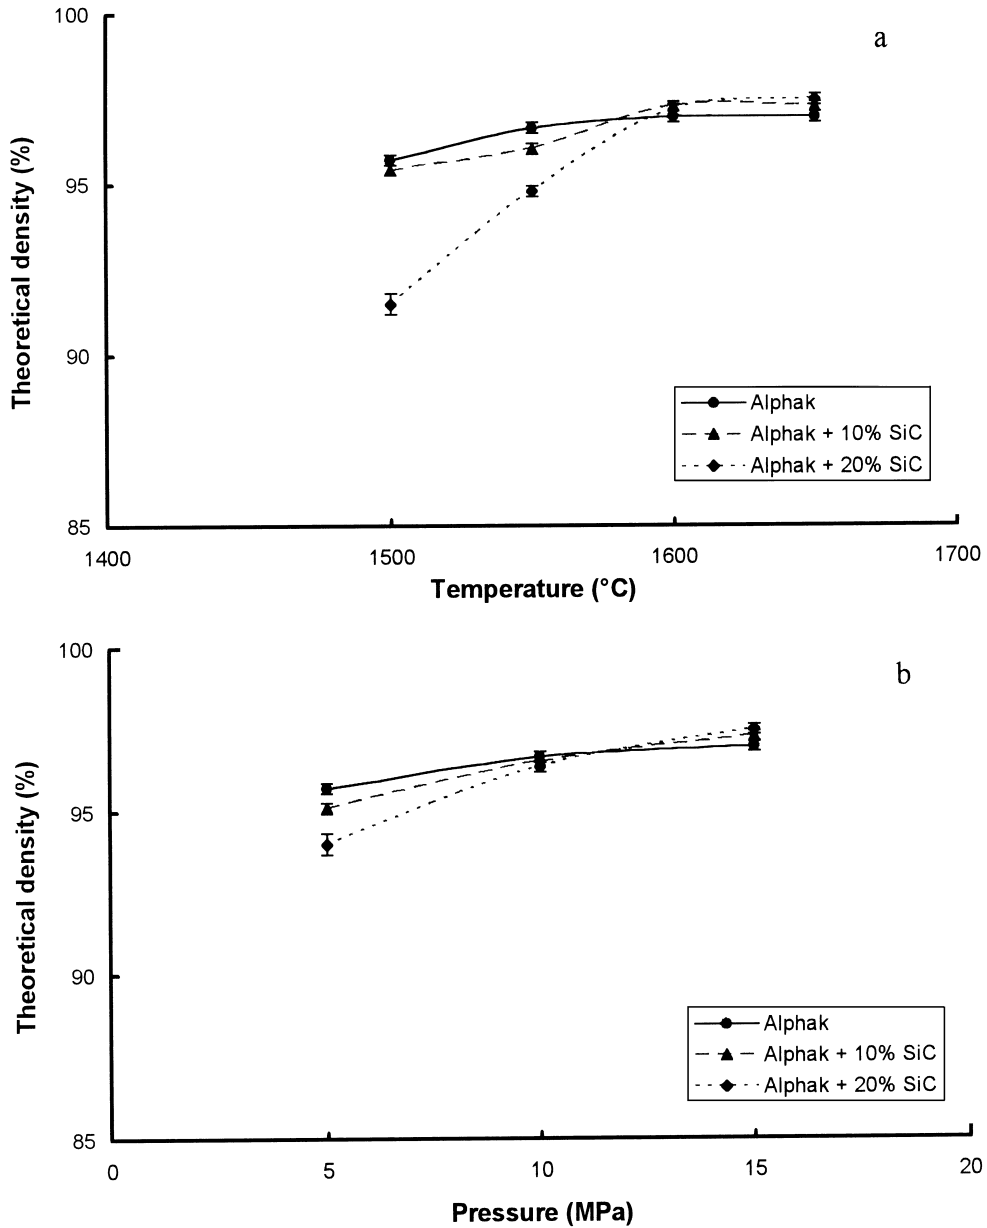 100
a
95
90
85
Theoretical density (%)
Alphak
Alphak + 10% SiC
Alphak + 20% SiC
1400
1500
1600
1700
Temperature (°C)
100
b
95
90
85
Theoretical density (%)
Alphak
Alphak + 10% SiC
Alphak + 20% SiC
0
5
10
15
20
Pressure (MPa)